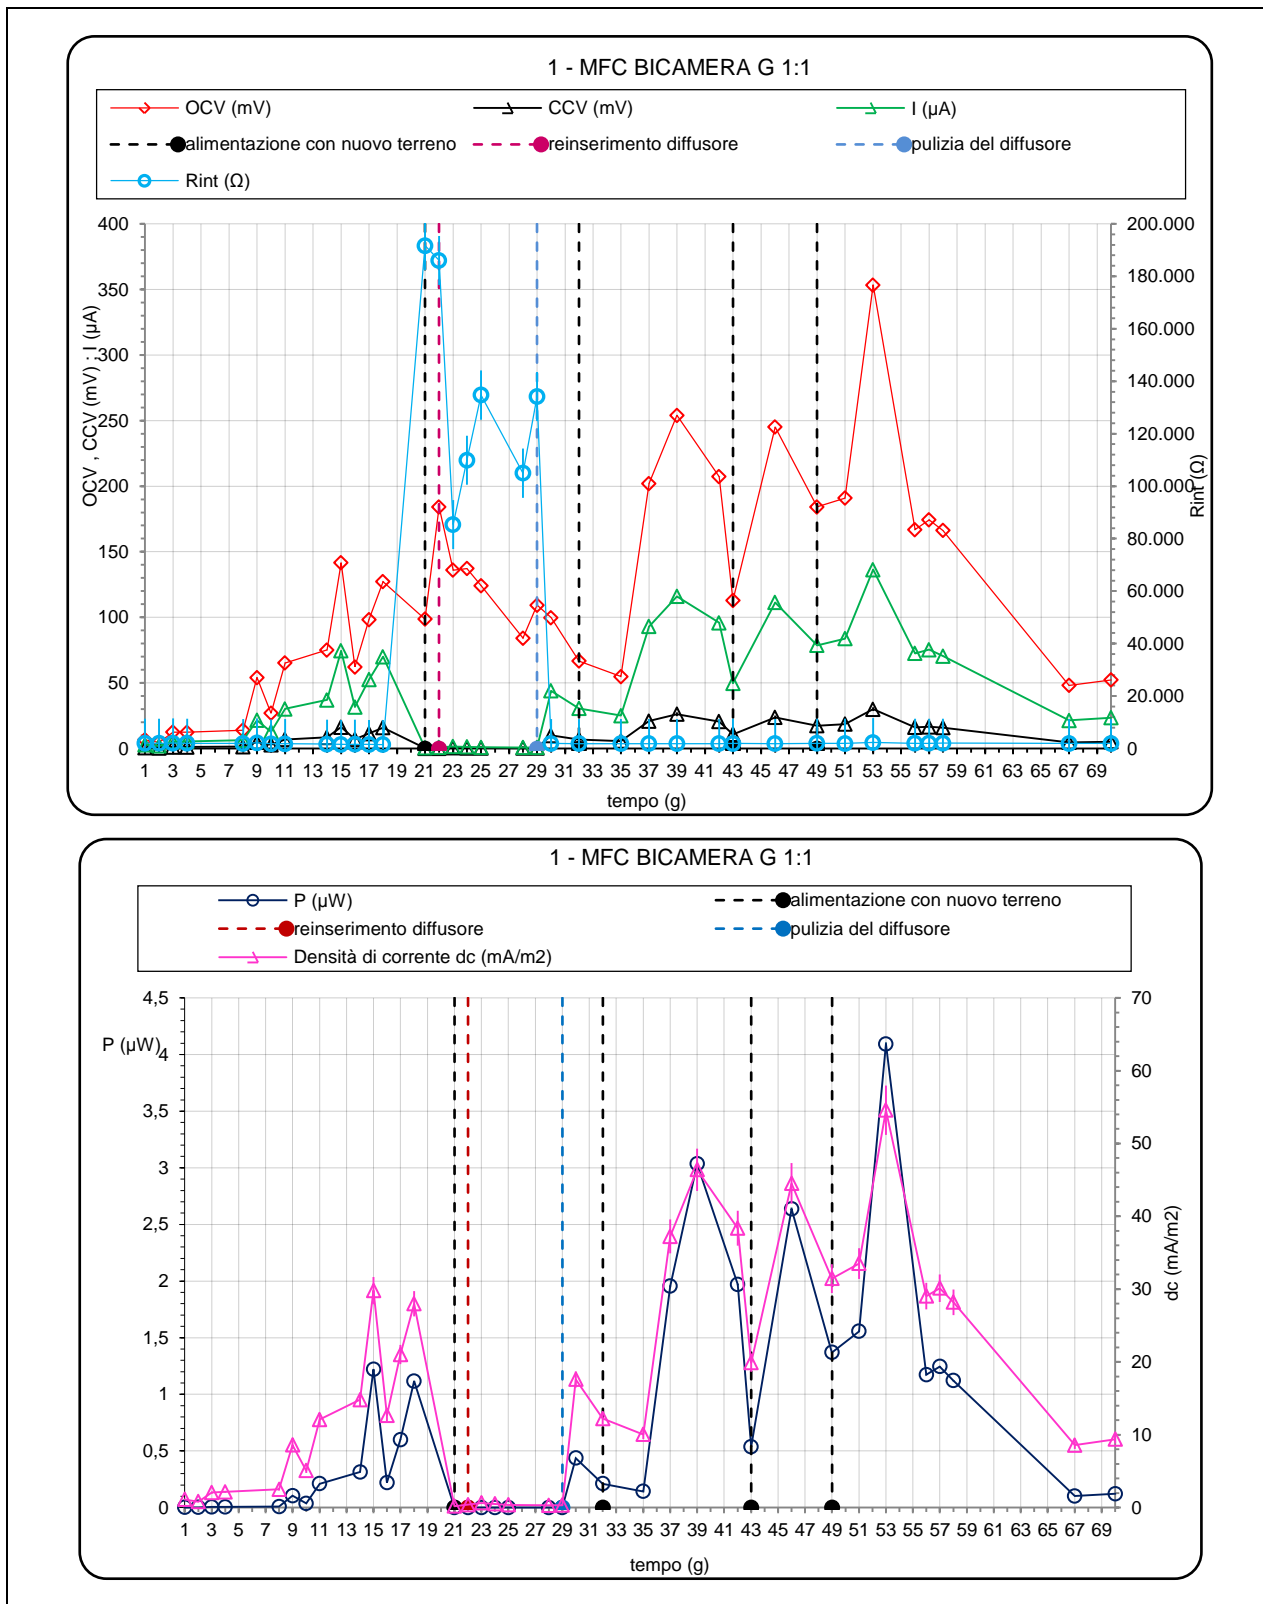 1 - MFC BICAMERA G 1:1
OCV (mV) CCV (mV) I (µA)
alimentazione con nuovo terreno reinserimento diffusore pulizia del diffusore
Rint (Ω)
400 200.000
350 180.000
300 160.000
250 140.000
200 120.000
150 100.000
100 80.000
50 60.000
0 40.000
20.000
0
OCV , CCV (mV) ; I (µA)
Rint (Ω)
1 3 5 7 9 11 13 15 17 19 21 23 25 27 29 31 33 35 37 39 41 43 45 47 49 51 53 55 57 59 61 63 65 67 69
tempo (g)
1 - MFC BICAMERA G 1:1
P (µW) alimentazione con nuovo terreno
reinserimento diffusore pulizia del diffusore
Densità di corrente dc (mA/m2)
4,5 70
P (µW)
4 60
3,5 50
3 40
2,5 30
2 20
1,5 10
1 0
0,5
0
dc (mA/m2)
1 3 5 7 9 11 13 15 17 19 21 23 25 27 29 31 33 35 37 39 41 43 45 47 49 51 53 55 57 59 61 63 65 67 69
tempo (g)